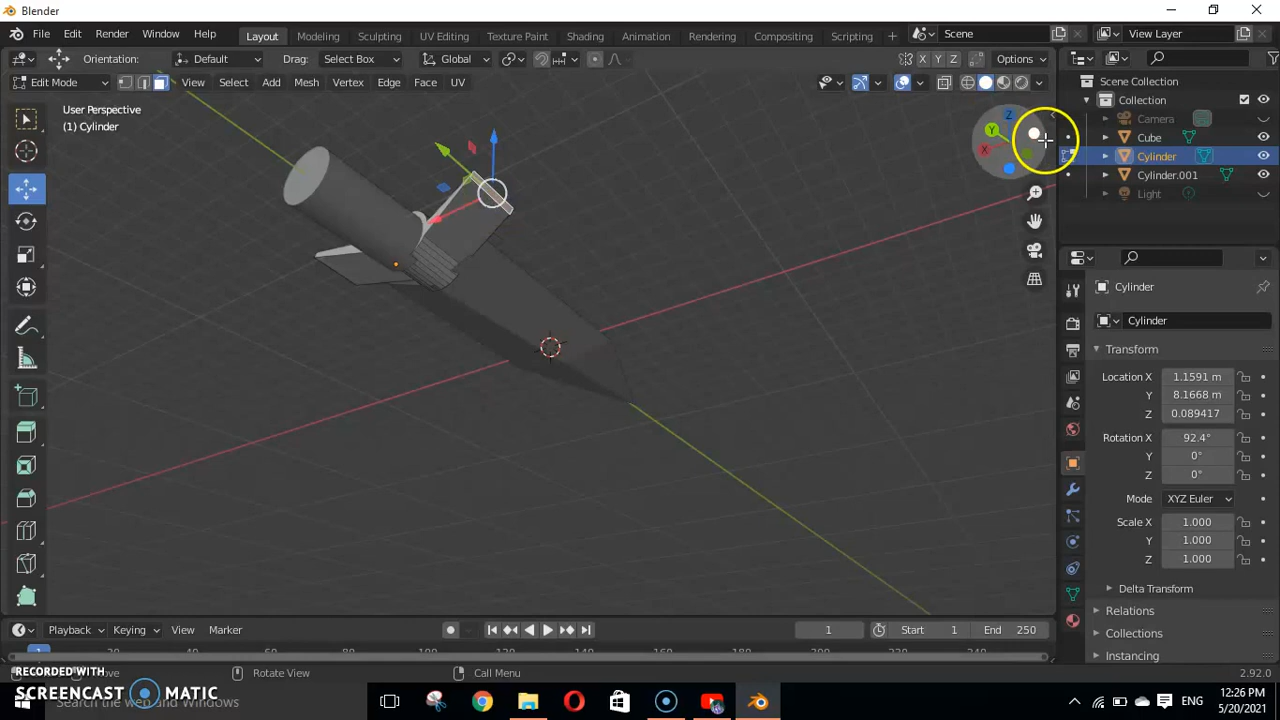 Blender
File Edit Render Window Help Layout Modeling Sculpting UV Editing Texture Paint Shading Animation Rendering Compositing Scripting + Scene View Layer
Orientation: Default Drag: Select Box Global X Y Z Options
Edit Mode View Select Add Mesh Vertex Edge Face UV
User Perspective
(1) Cylinder
Z
Y
X
Scene Collection
Collection
Camera
Cube
Cylinder
Cylinder.001
Light
Cylinder
Cylinder
Transform
Location X 1.1591 m
Y 8.1668 m
Z 0.089417
Rotation X 92.4°
Y 0°
Z 0°
Mode XYZ Euler
Scale X 1.000
Y 1.000
Z 1.000
Delta Transform
Relations
Collections
Instancing
Playback Keying View Marker 1 Start 1 End 250
Rotate View Call Menu 2.92.0
RECORDED WITH
SCREENCAST MATIC
Search the web and Windows
ENG
12:26 PM
5/20/2021